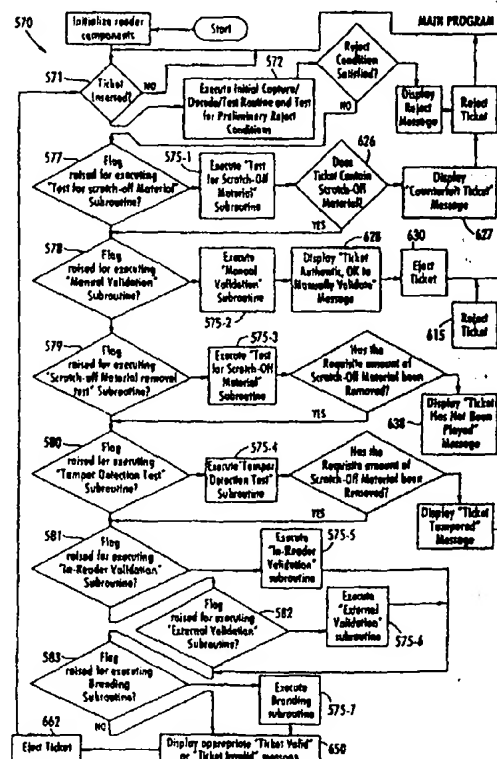 570
Initialize reader
components
Start
MAIN PROGRAM
571
Ticket
Inserted?
NO
572
Execute Initial Capture/
Decode/Test Routine and Test
for Preliminary Reject
Conditions
Reject
Condition
Satisfied?
NO
Display
Reject
Message
Reject
Ticket
577
Flag
raised for executing
"Test for scratch-off Material"
Subroutine?
575-1
Execute "Test
for Scratch-Off
Material"
Subroutine
626
Does
Ticket Contain
Scratch-Off
Material?
YES
Display
"Counterfeit Ticket"
Message
627
578
Flag
raised for executing
"Manual Validation"
Subroutine?
Execute
"Manual
Validation"
Subroutine
575-2
628
Display "Ticket
Authentic, OK to
Manually Validate"
Message
630
Eject
Ticket
Reject
Ticket
615
579
Flag
raised for executing
"Scratch-off Material removal
test" Subroutine?
575-3
Execute "Test
for Scratch-Off
Material"
Subroutine
Has the
Requisite amount of
Scratch-Off Material been
Removed?
YES
Display "Ticket
Has Not Been
Played"
Message
638
580
Flag
raised for executing
"Tamper Detection Test"
Subroutine?
575-4
Execute "Tamper
Detection Test"
Subroutine
Has the
Requisite amount of
Scratch-Off Material been
Removed?
YES
Display "Ticket
Tampered"
Message
581
Flag
raised for executing
"In-Reader
Validation"
Subroutine?
575-5
Execute
"In-Reader
Validation"
subroutine
582
Flag
raised for executing
"External Validation"
Subroutine?
Execute
"External
Validation"
subroutine
575-6
583
Flag
raised for executing
Branding
Subroutine?
NO
Execute
Branding
subroutine
575-7
662
Eject Ticket
Display appropriate "Ticket Valid"
or "Ticket Invalid" message
650